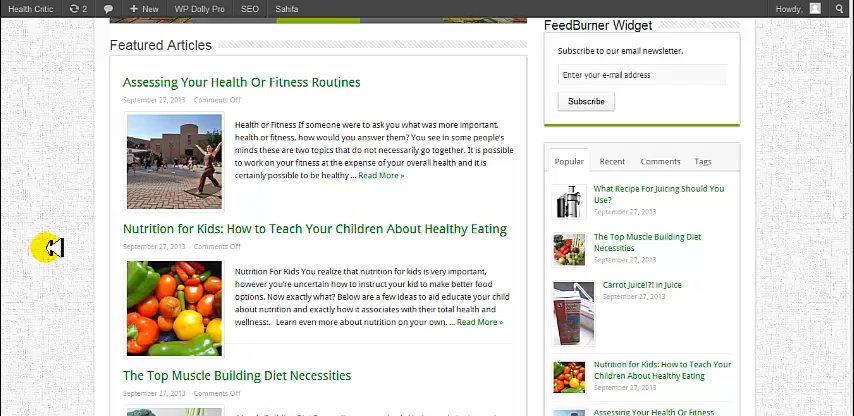 Health Critic 2 + New WP Dolly Pro SEO Sahifa Howdy,
Featured Articles
Assessing Your Health Or Fitness Routines
September 27, 2013 Comments Off
Health or Fitness If someone were to ask you what was more important,
health or fitness, how would you answer them? You see in some people's
minds these are two topics that do not necessarily go together. It is possible
to work on your fitness at the expense of your overall health and it is
certainly possible to be healthy ... Read More »
Nutrition for Kids: How to Teach Your Children About Healthy Eating
September 27, 2013 Comments Off
Nutrition For Kids You realize that nutrition for kids is very important,
however you're uncertain how to instruct your kid to make better food
options. Now exactly what? Below are a few ideas to aid educate your child
about nutrition and exactly how it associates with their total health and
wellness:. Learn even more about nutrition on your own. ... Read More »
The Top Muscle Building Diet Necessities
September 27, 2013 Comments Off
FeedBurner Widget
Subscribe to our email newsletter.
Enter your e-mail address
Subscribe
Popular Recent Comments Tags
What Recipe For Juicing Should You
Use?
September 27, 2013
The Top Muscle Building Diet
Necessities
September 27, 2013
Carrot Juice!?! in Juice
September 27, 2013
Nutrition for Kids: How to Teach Your
Children About Healthy Eating
September 27, 2013
Assessing Your Health Or Fitness